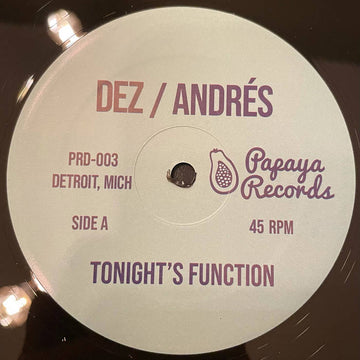 DEZ / ANDRÉS
PRD-003
DETROIT, MICH
Papaya
Records
SIDE A
45 RPM
TONIGHT'S FUNCTION